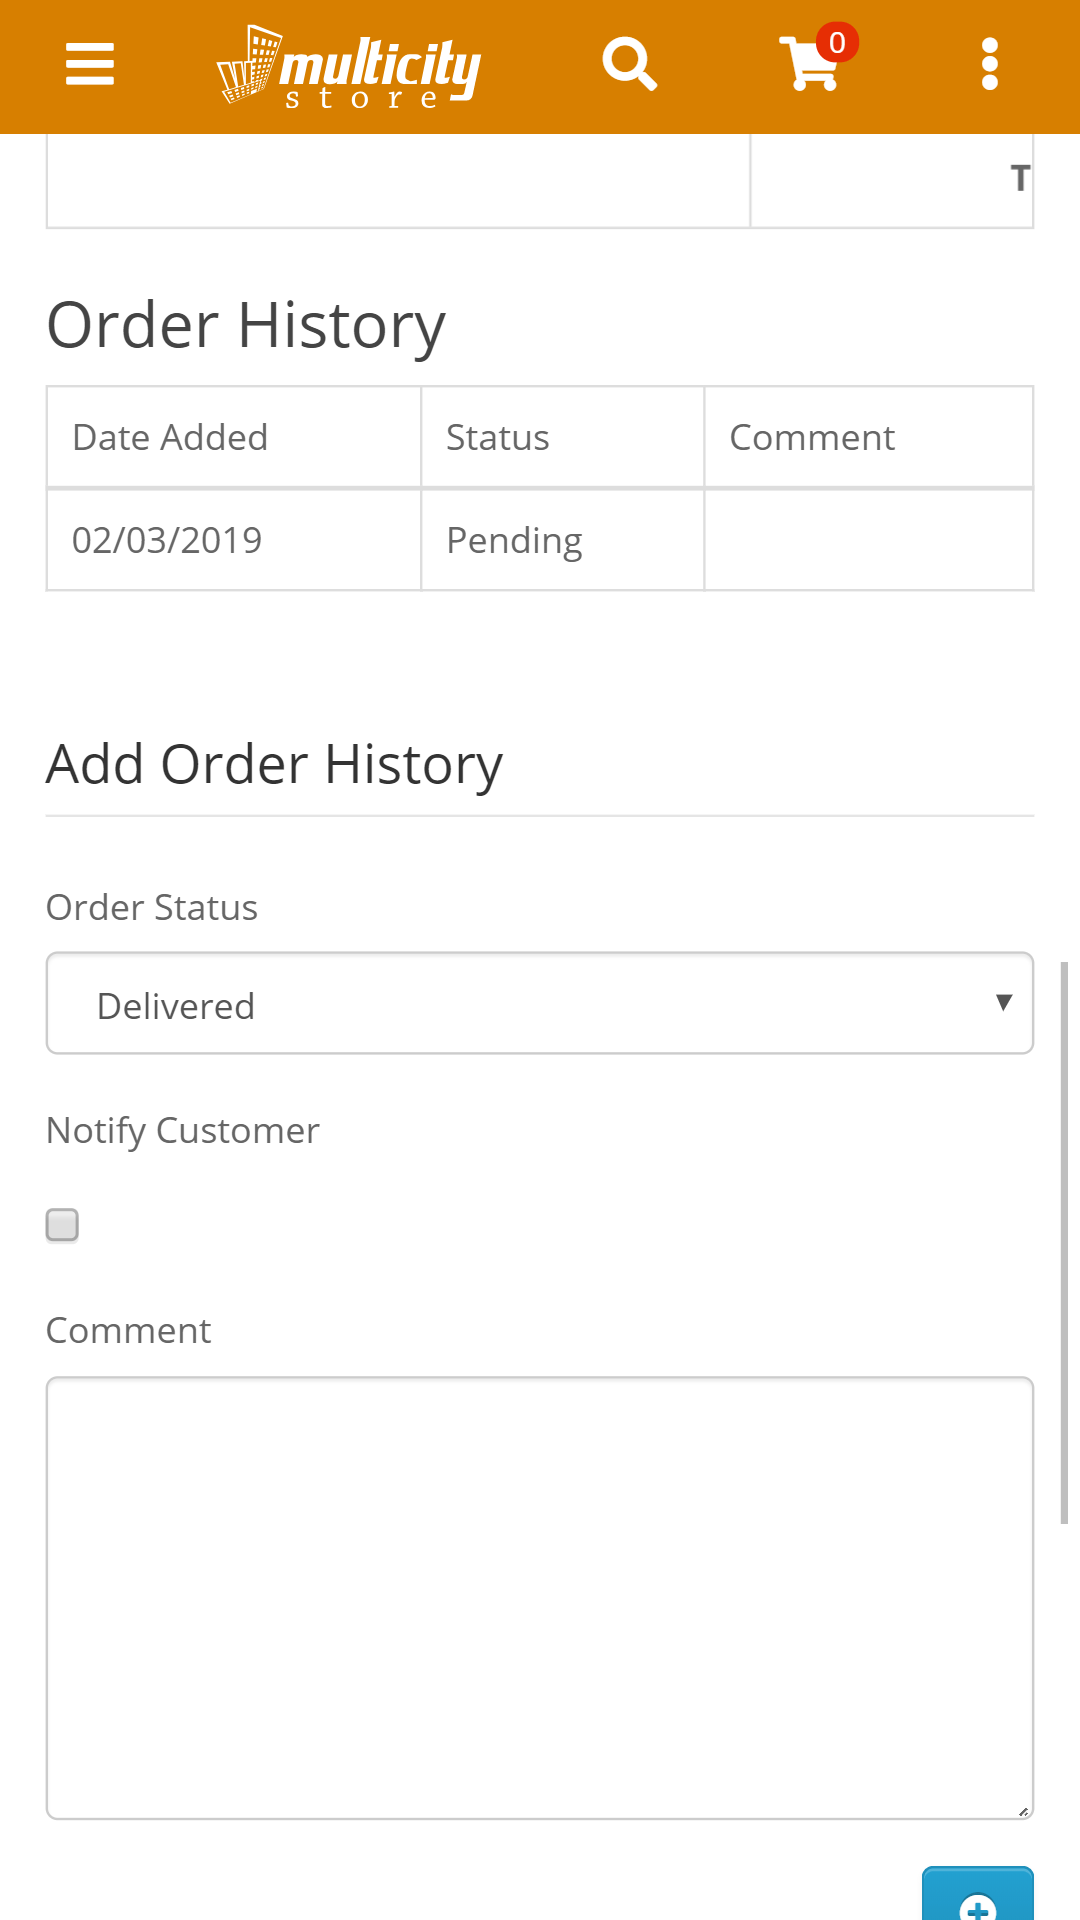 multicity
store
0
T
Order History
Date Added Status Comment
02/03/2019 Pending
Add Order History
Order Status
Delivered
Notify Customer
Comment